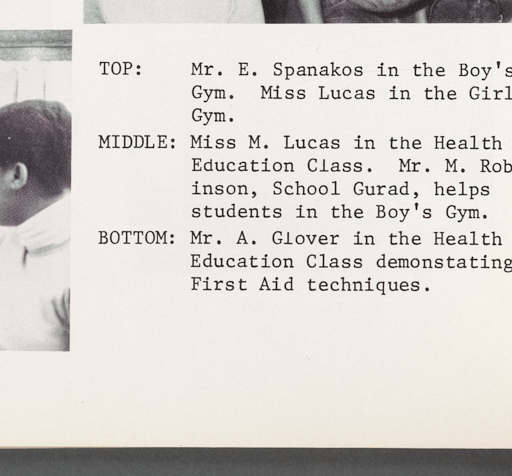 TOP: Mr. E. Spanakos in the Boy's
Gym. Miss Lucas in the Girl
Gym.
MIDDLE: Miss M. Lucas in the Health
Education Class. Mr. M. Rob
inson, School Gurad, helps
students in the Boy's Gym.
BOTTOM: Mr. A. Glover in the Health
Education Class demonstating
First Aid techniques.